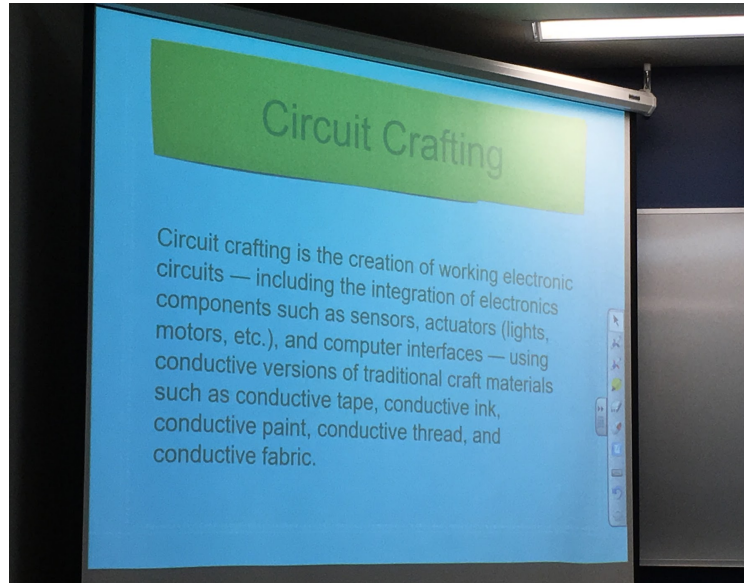 Circuit Crafting
Circuit crafting is the creation of working electronic
circuits — including the integration of electronics
components such as sensors, actuators (lights,
motors, etc.), and computer interfaces — using
conductive versions of traditional craft materials
such as conductive tape, conductive ink,
conductive paint, conductive thread, and
conductive fabric.